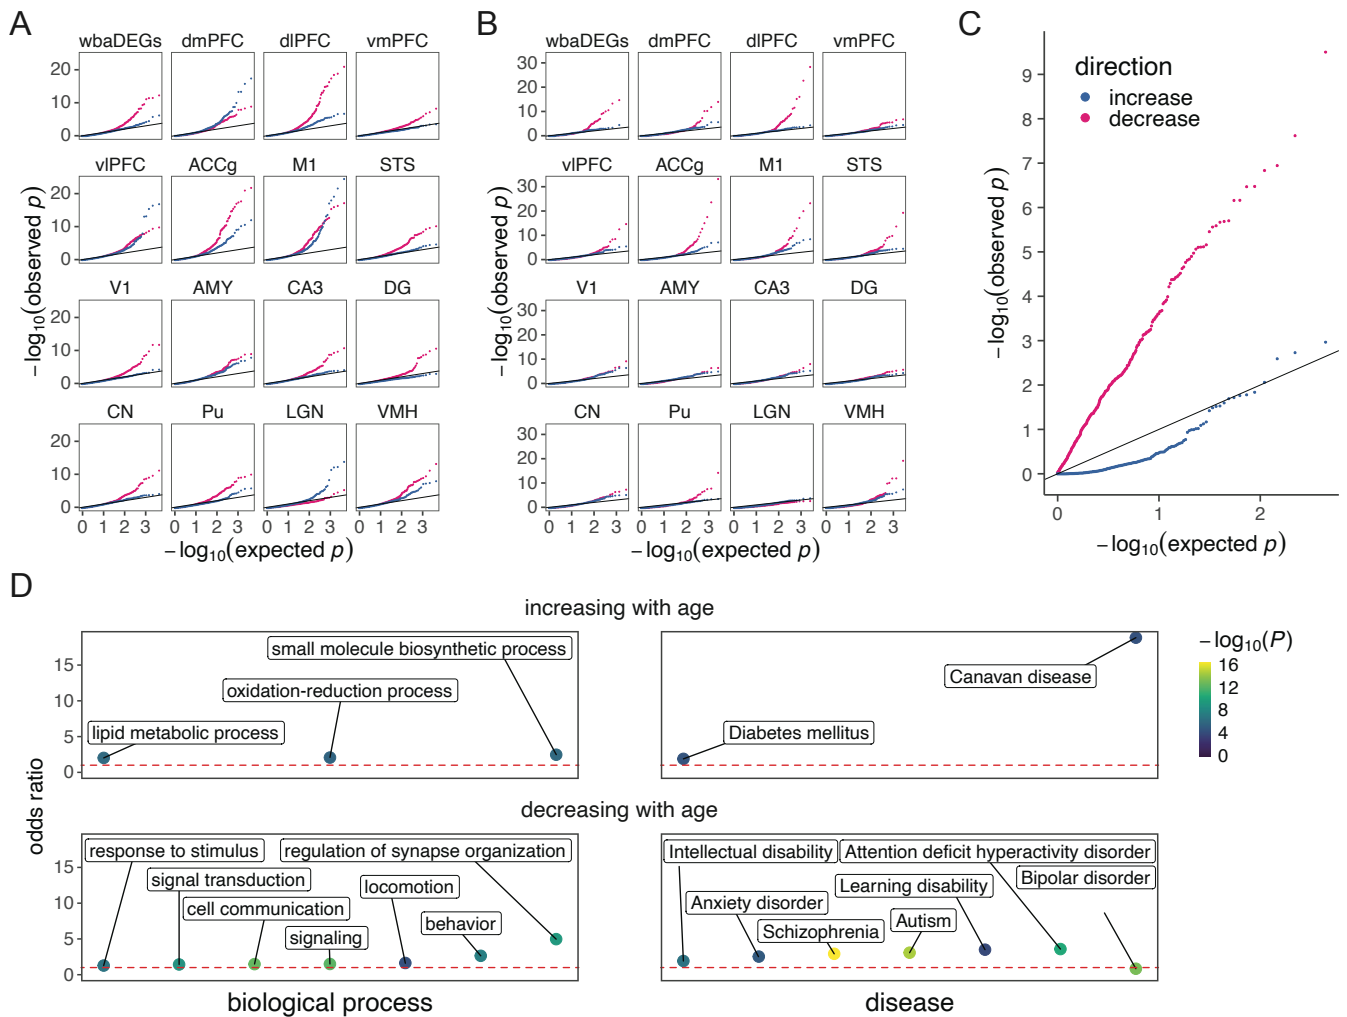 A
B
C
wbaDEGs dmPFC dlPFC vmPFC
20
10
0
vlPFC ACCg M1 STS
20
10
0
V1 AMY CA3 DG
20
10
0
CN Pu LGN VMH
20
10
0
0 1 2 3 0 1 2 3 0 1 2 3 0 1 2 3
−log10(observed p)
−log10(expected p)
wbaDEGs dmPFC dlPFC vmPFC
30
20
10
0
vlPFC ACCg M1 STS
30
20
10
0
V1 AMY CA3 DG
30
20
10
0
CN Pu LGN VMH
30
20
10
0
0 1 2 3 0 1 2 3 0 1 2 3 0 1 2 3
−log10(observed p)
−log10(expected p)
direction
increase
decrease
9
8
7
6
5
4
3
2
1
0
0 1 2
−log10(observed p)
−log10(expected p)
D
increasing with age
15
10
5
0
small molecule biosynthetic process
oxidation-reduction process
lipid metabolic process
Canavan disease
Diabetes mellitus
−log10(P)
16
12
8
4
0
odds ratio
decreasing with age
15
10
5
0
response to stimulus
regulation of synapse organization
signal transduction
locomotion
cell communication
behavior
signaling
Intellectual disability
Attention deficit hyperactivity disorder
Bipolar disorder
Learning disability
Anxiety disorder
Autism
Schizophrenia
biological process
disease